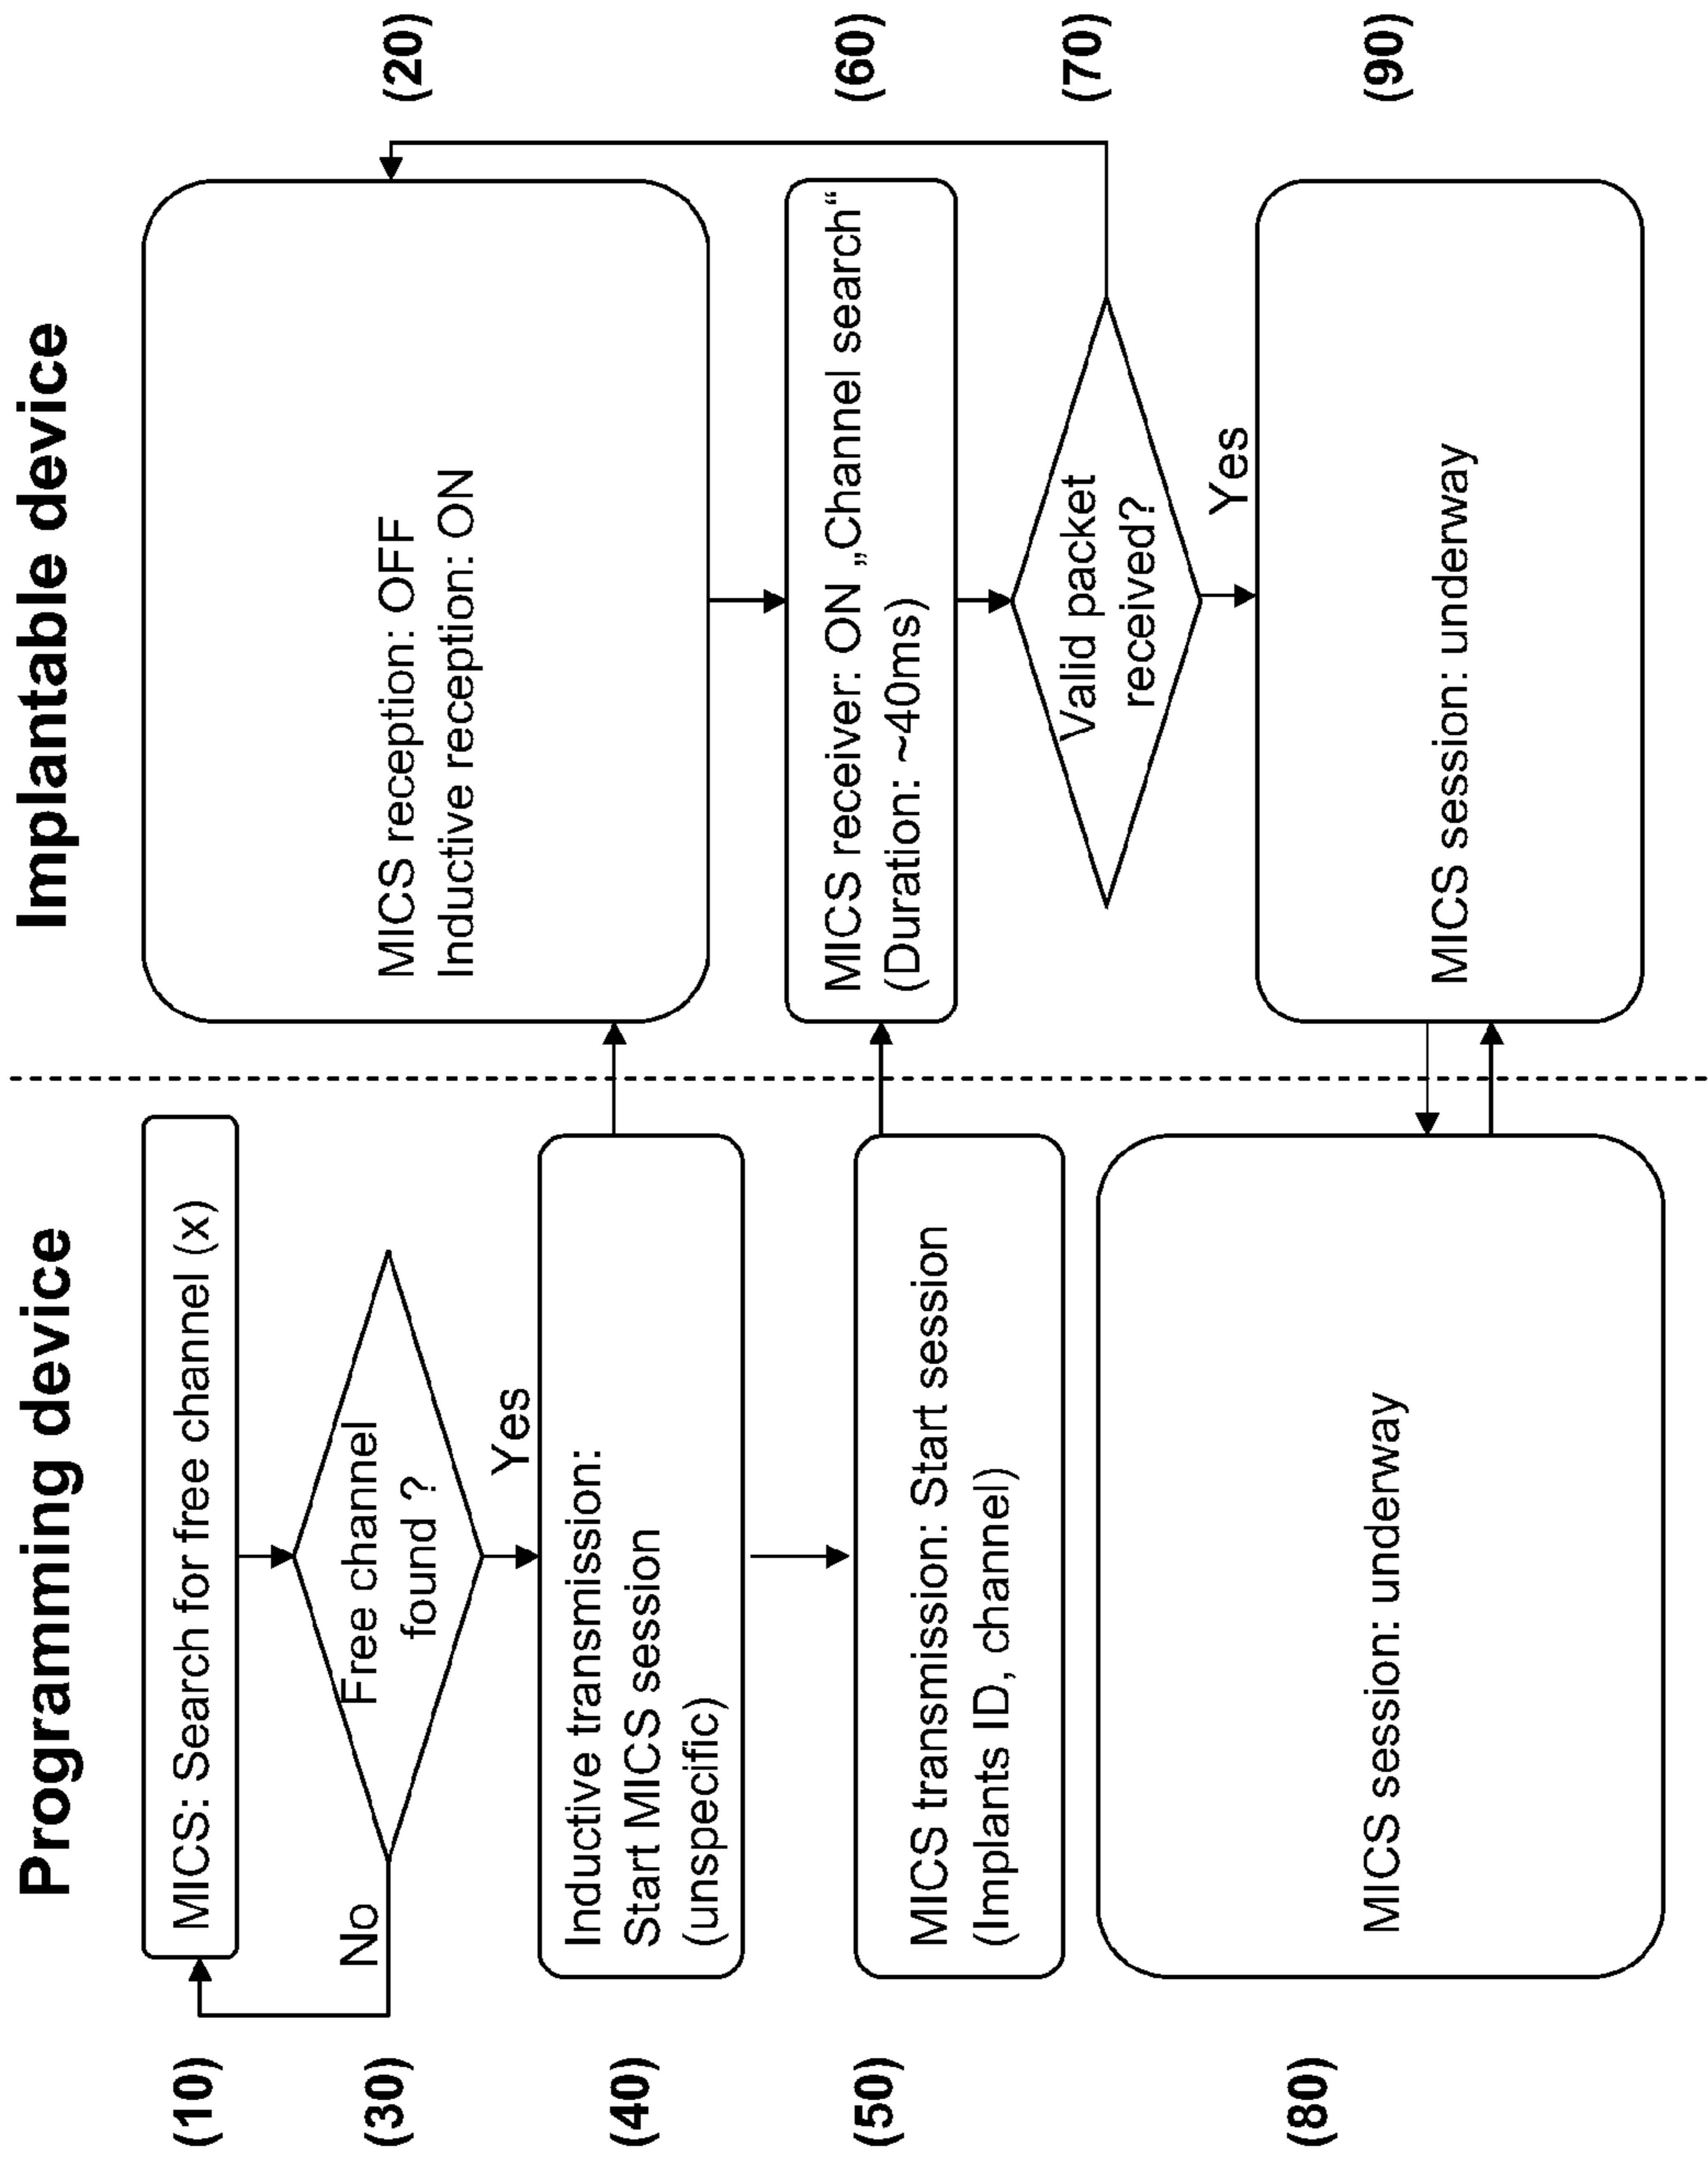 Programming device
Implantable device
(10)
MICS: Search for free channel (x)
(30)
No
Free channel
found ?
Yes
(40)
Inductive transmission:
Start MICS session
(unspecific)
(50)
MICS transmission: Start session
(Implants ID, channel)
(80)
MICS session: underway
MICS reception: OFF
Inductive reception: ON
(20)
MICS receiver: ON „Channel search“
(Duration: ~40ms)
(60)
Valid packet
received?
(70)
Yes
MICS session: underway
(90)